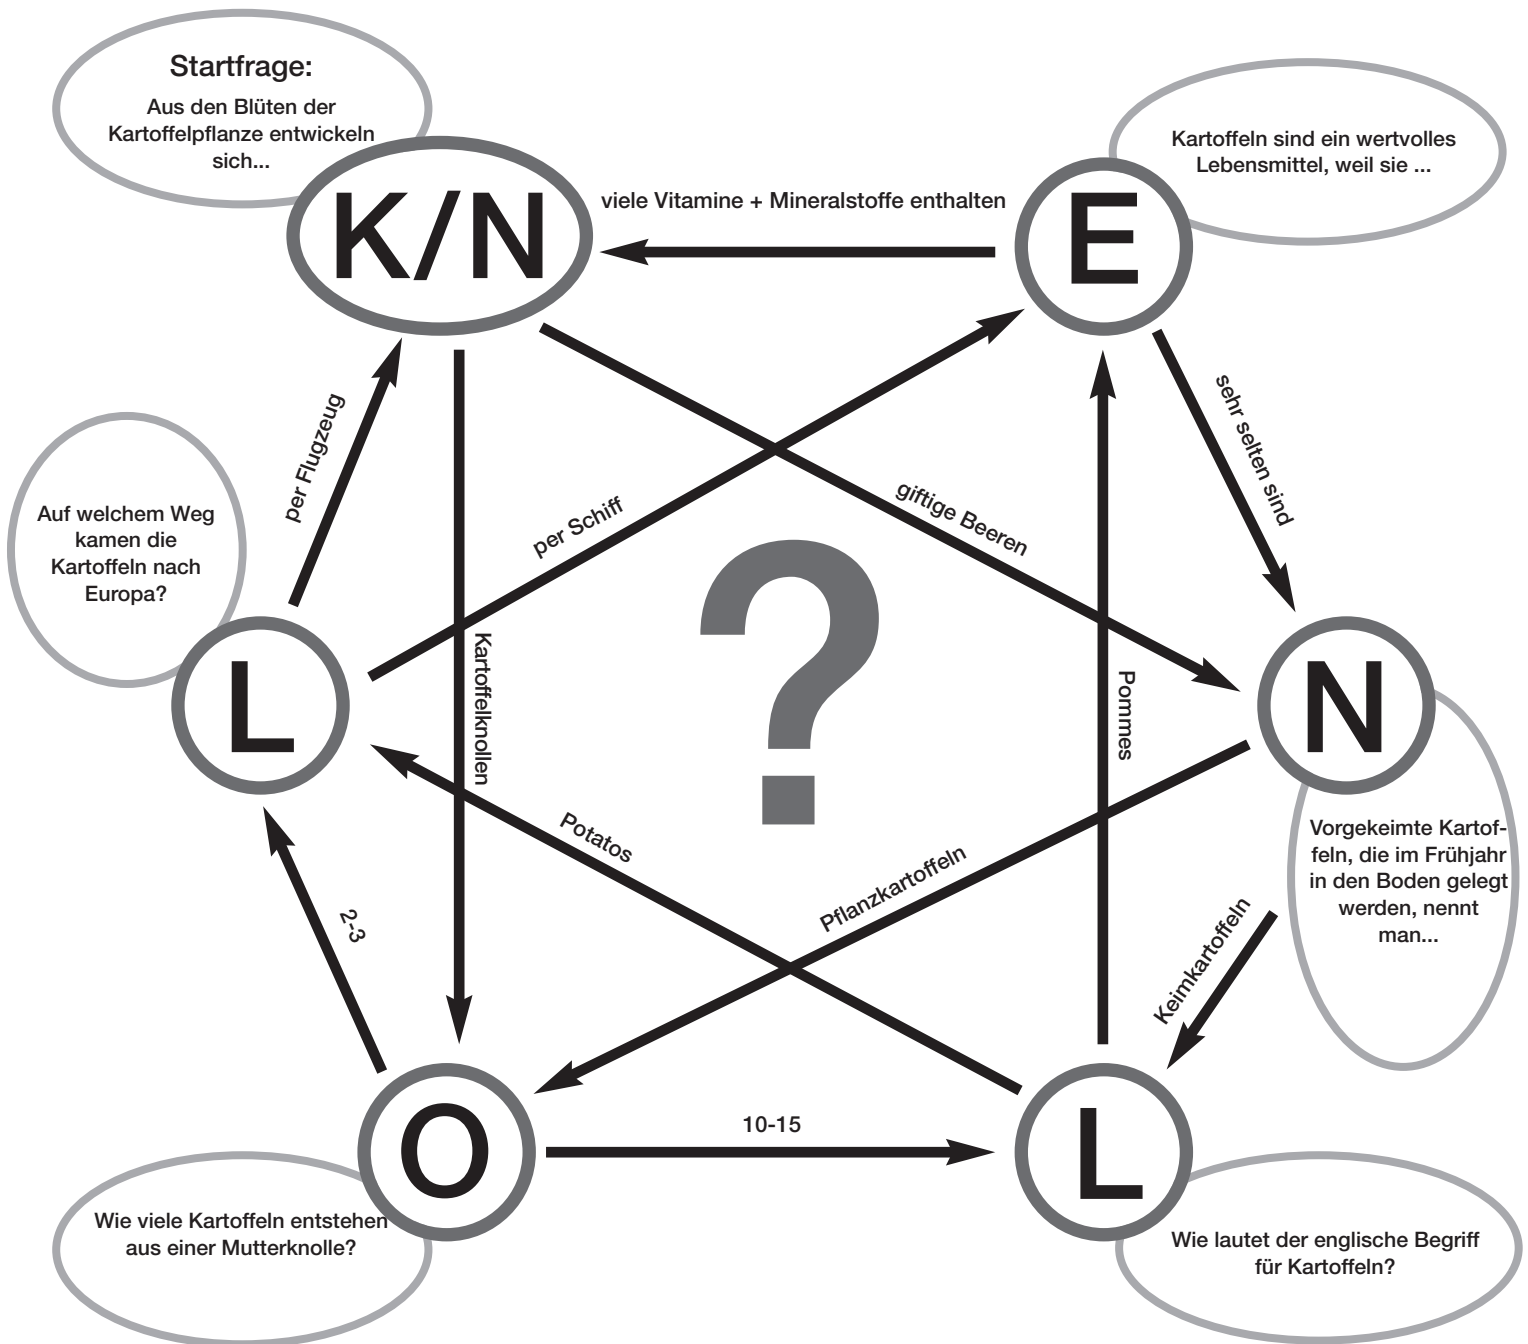 Startfrage:
Aus den Blüten der
Kartoffelpflanze entwickeln
sich...
K/N
viele Vitamine + Mineralstoffe enthalten
E
Kartoffeln sind ein wertvolles
Lebensmittel, weil sie ...
per Flugzeug
per Schiff
giftige Beeren
sehr selten sind
Auf welchem Weg
kamen die
Kartoffeln nach
Europa?
L
Kartoffelknollen
?
Pommes
N
Vorgekeimte Kartof-
feln, die im Frühjahr
in den Boden gelegt
werden, nennt
man...
Potatos
Pflanzkartoffeln
2-3
Keimkartoffeln
O
10-15
L
Wie viele Kartoffeln entstehen
aus einer Mutterknolle?
Wie lautet der englische Begriff
für Kartoffeln?